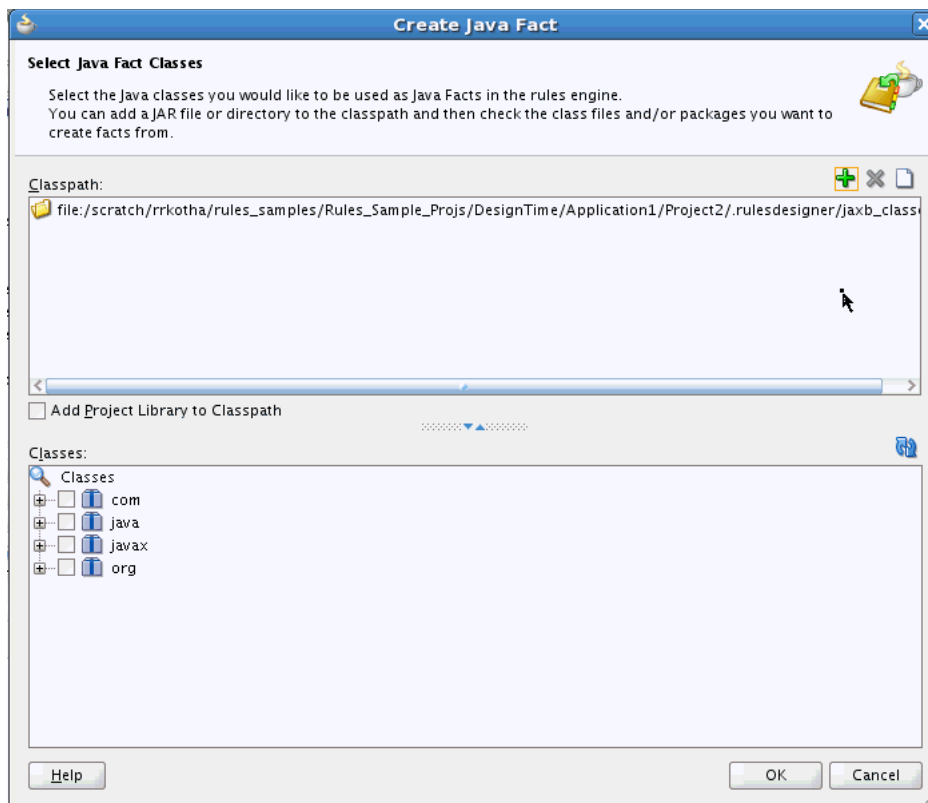 Create Java Fact
Select Java Fact Classes
Select the Java classes you would like to be used as Java Facts in the rules engine.
You can add a JAR file or directory to the classpath and then check the class files and/or packages you want to
create facts from.
Classpath:
file:/scratch/rrkotha/rules_samples/Rules_Sample_Projs/DesignTime/Application1/Project2/.rulesdesigner/jaxb_classe
Add Project Library to Classpath
Classes:
Classes
com
java
javax
org
Help
OK
Cancel